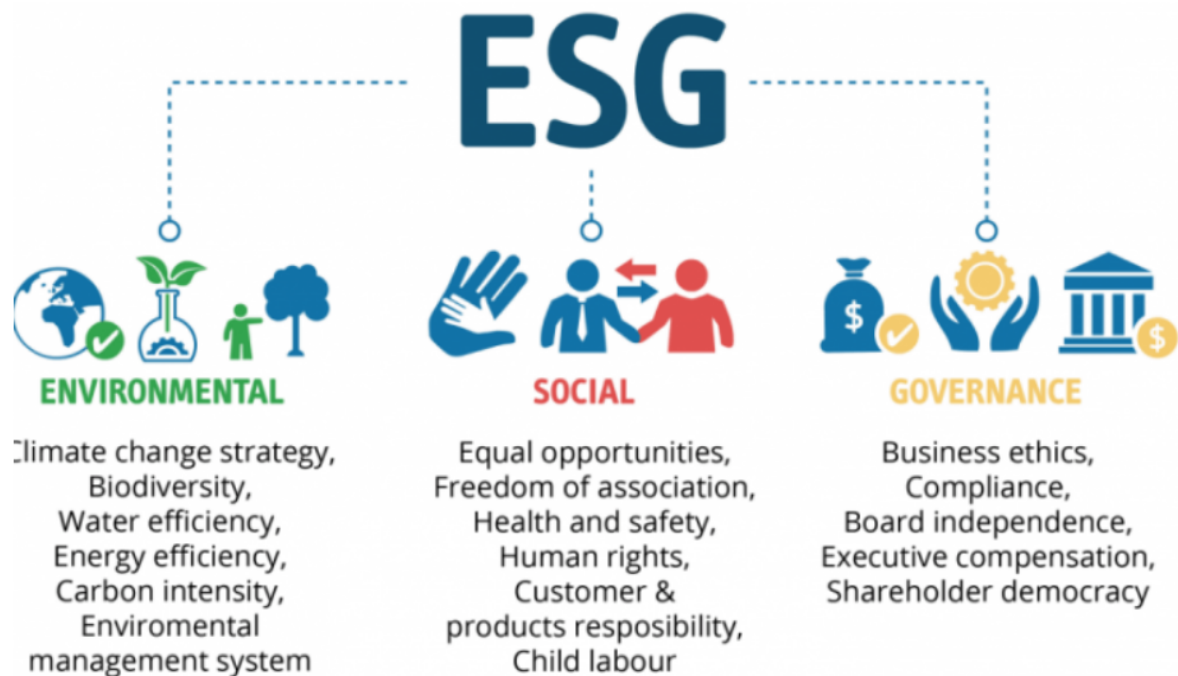 ESG
ENVIRONMENTAL
Climate change strategy,
Biodiversity,
Water efficiency,
Energy efficiency,
Carbon intensity,
Enviromental
management system
SOCIAL
Equal opportunities,
Freedom of association,
Health and safety,
Human rights,
Customer &
products resposibility,
Child labour
GOVERNANCE
$
$
Business ethics,
Compliance,
Board independence,
Executive compensation,
Shareholder democracy